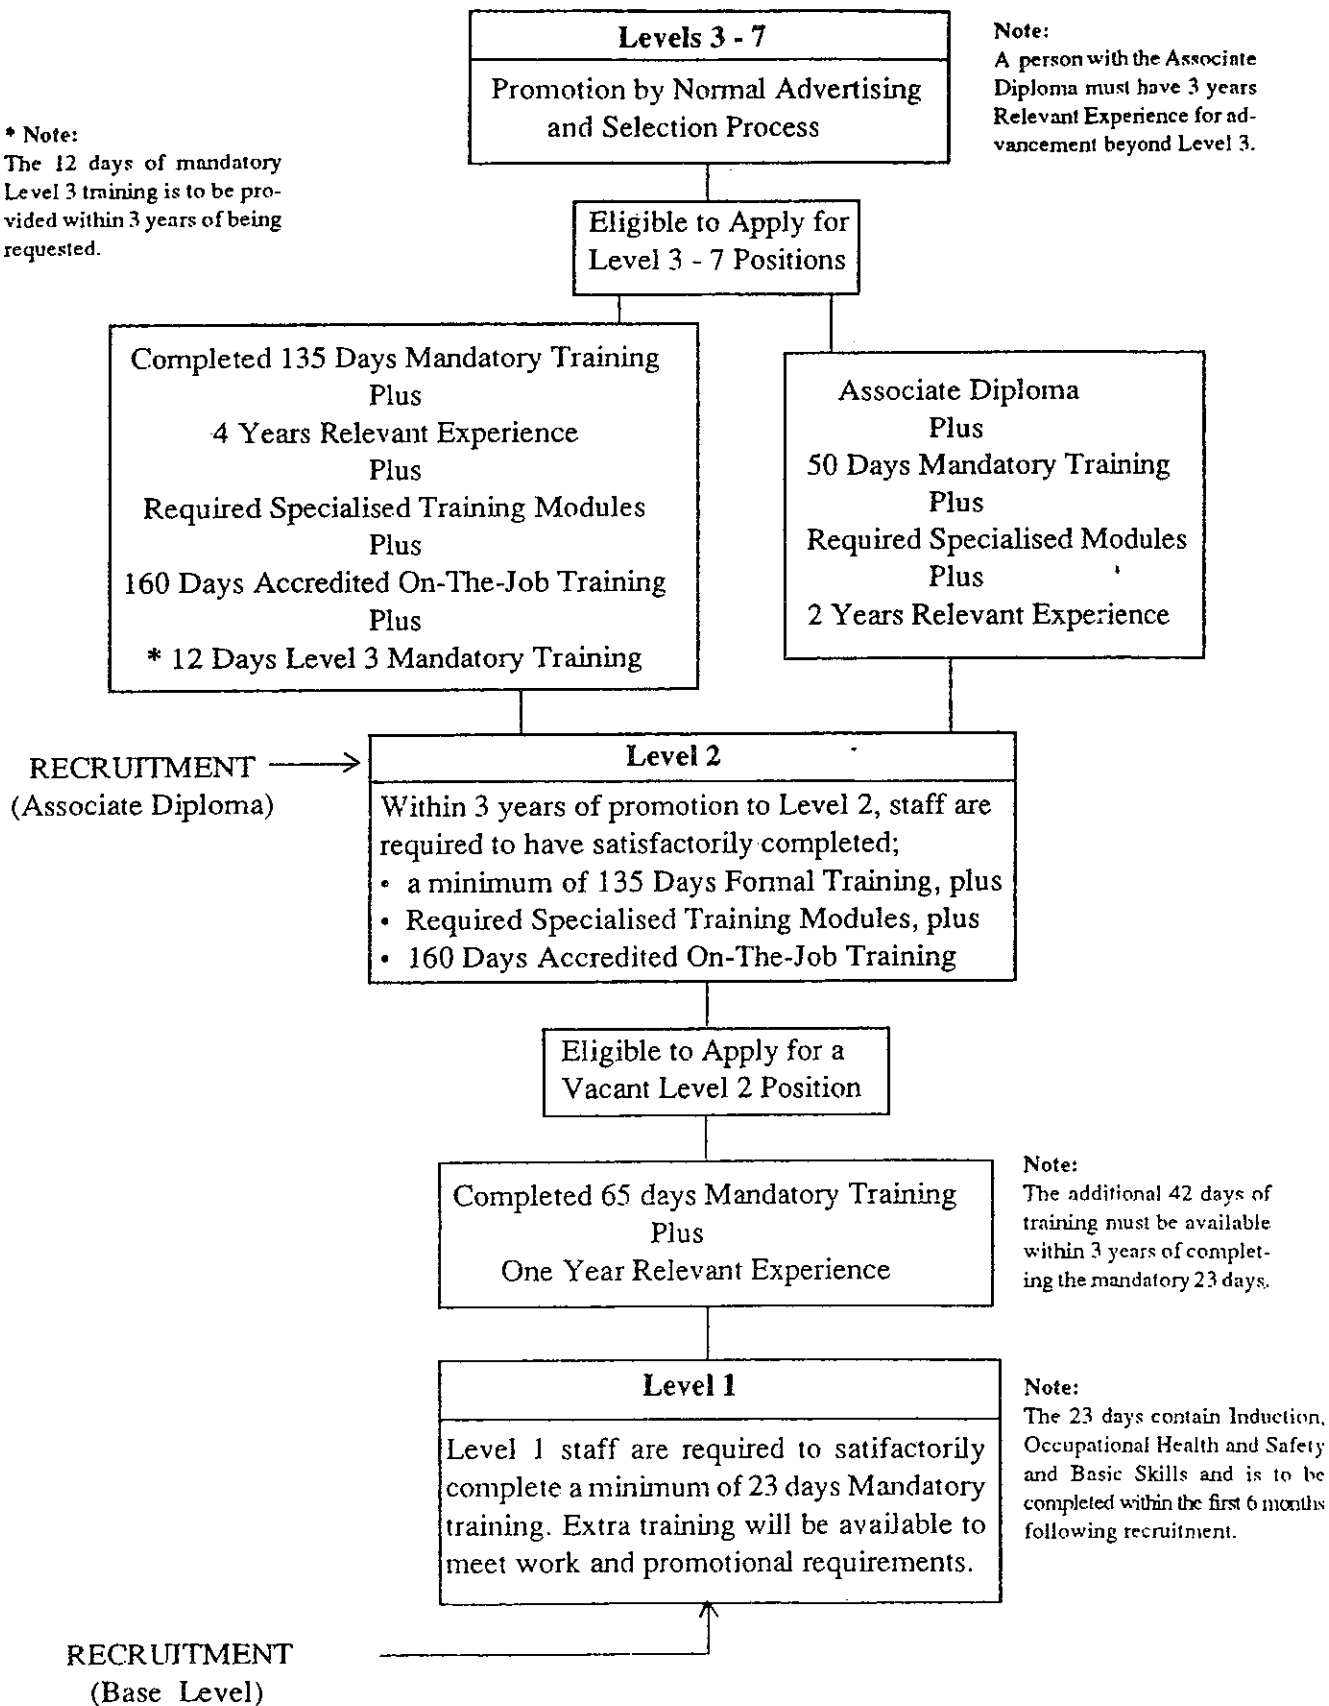 Levels 3 - 7
Promotion by Normal Advertising
and Selection Process
Note:
A person with the Associate
Diploma must have 3 years
Relevant Experience for ad-
vancement beyond Level 3.
* Note:
The 12 days of mandatory
Level 3 training is to be pro-
vided within 3 years of being
requested.
Eligible to Apply for
Level 3 - 7 Positions
Completed 135 Days Mandatory Training
Plus
4 Years Relevant Experience
Plus
Required Specialised Training Modules
Plus
160 Days Accredited On-The-Job Training
Plus
* 12 Days Level 3 Mandatory Training
Associate Diploma
Plus
50 Days Mandatory Training
Plus
Required Specialised Modules
Plus
2 Years Relevant Experience
RECRUITMENT
(Associate Diploma)
Level 2
Within 3 years of promotion to Level 2, staff are
required to have satisfactorily completed;
• a minimum of 135 Days Formal Training, plus
• Required Specialised Training Modules, plus
• 160 Days Accredited On-The-Job Training
Eligible to Apply for a
Vacant Level 2 Position
Completed 65 days Mandatory Training
Plus
One Year Relevant Experience
Note:
The additional 42 days of
training must be available
within 3 years of complet-
ing the mandatory 23 days.
Level 1
Level 1 staff are required to satifactorily
complete a minimum of 23 days Mandatory
training. Extra training will be available to
meet work and promotional requirements.
Note:
The 23 days contain Induction,
Occupational Health and Safety
and Basic Skills and is to be
completed within the first 6 months
following recruitment.
RECRUITMENT
(Base Level)